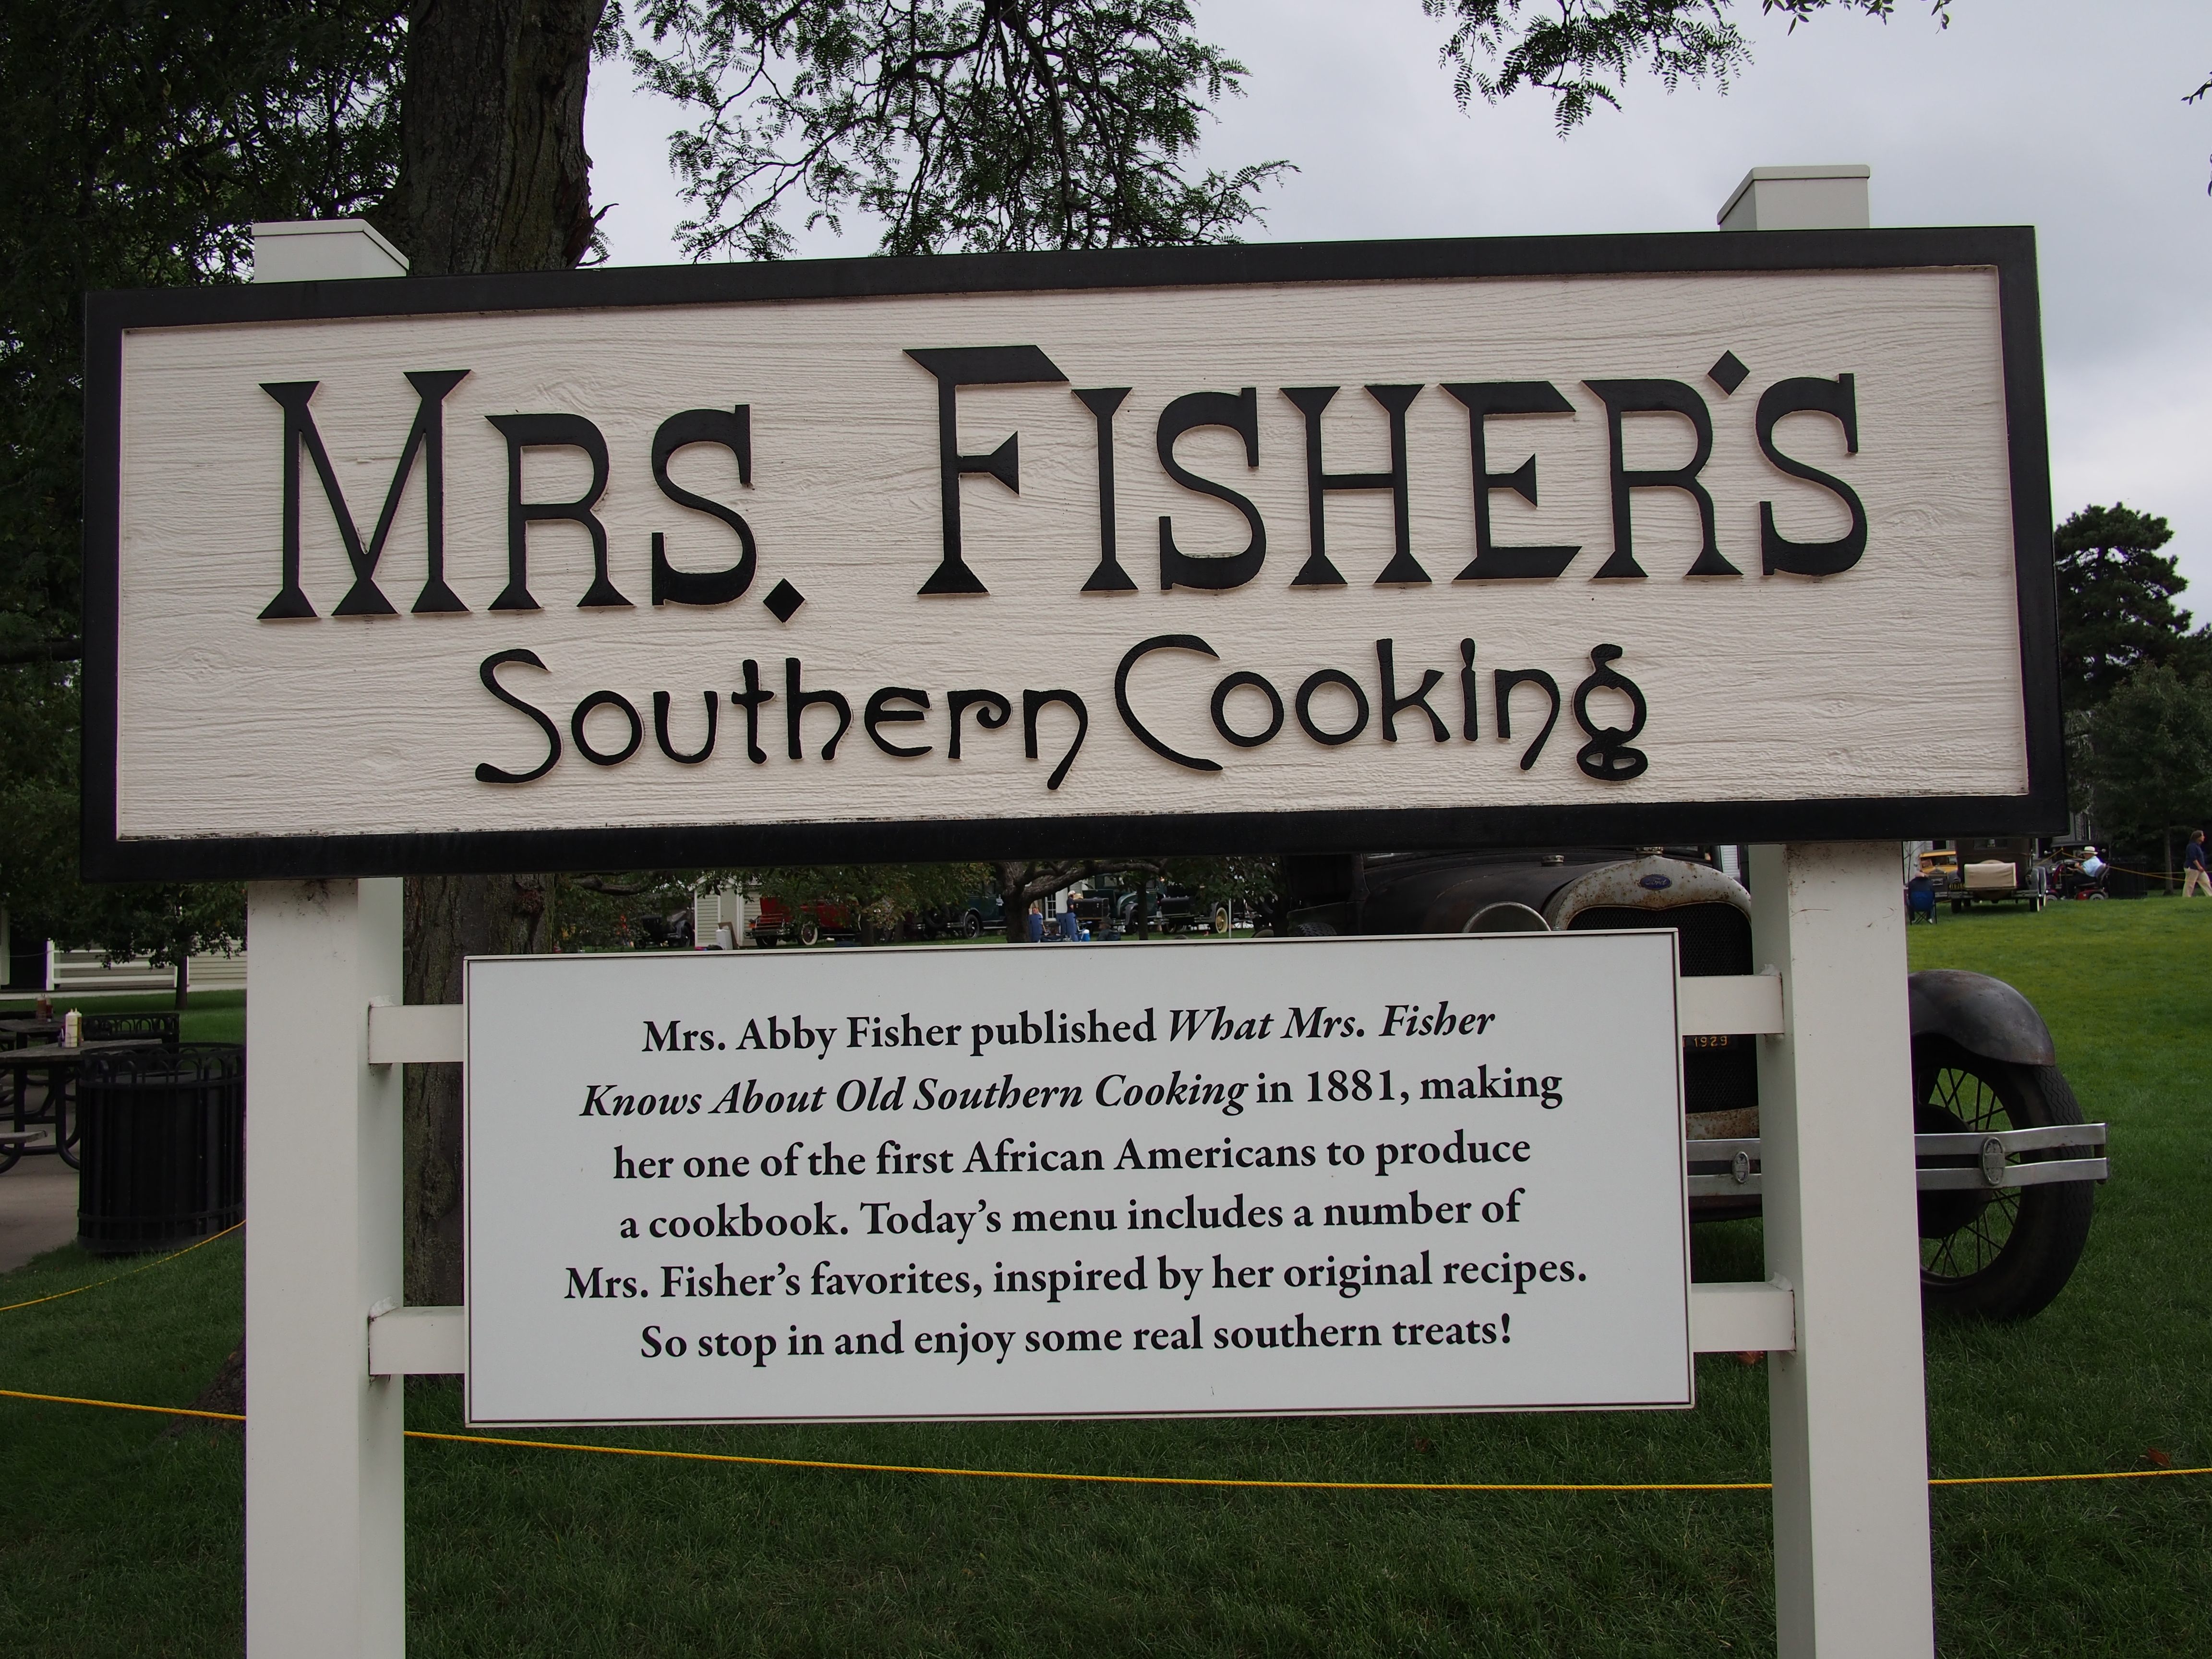 MRS. FISHER'S
Southern Cooking
Mrs. Abby Fisher published What Mrs. Fisher
Knows About Old Southern Cooking in 1881, making
her one of the first African Americans to produce
a cookbook. Today's menu includes a number of
Mrs. Fisher's favorites, inspired by her original recipes.
So stop in and enjoy some real southern treats!
Ford
1929